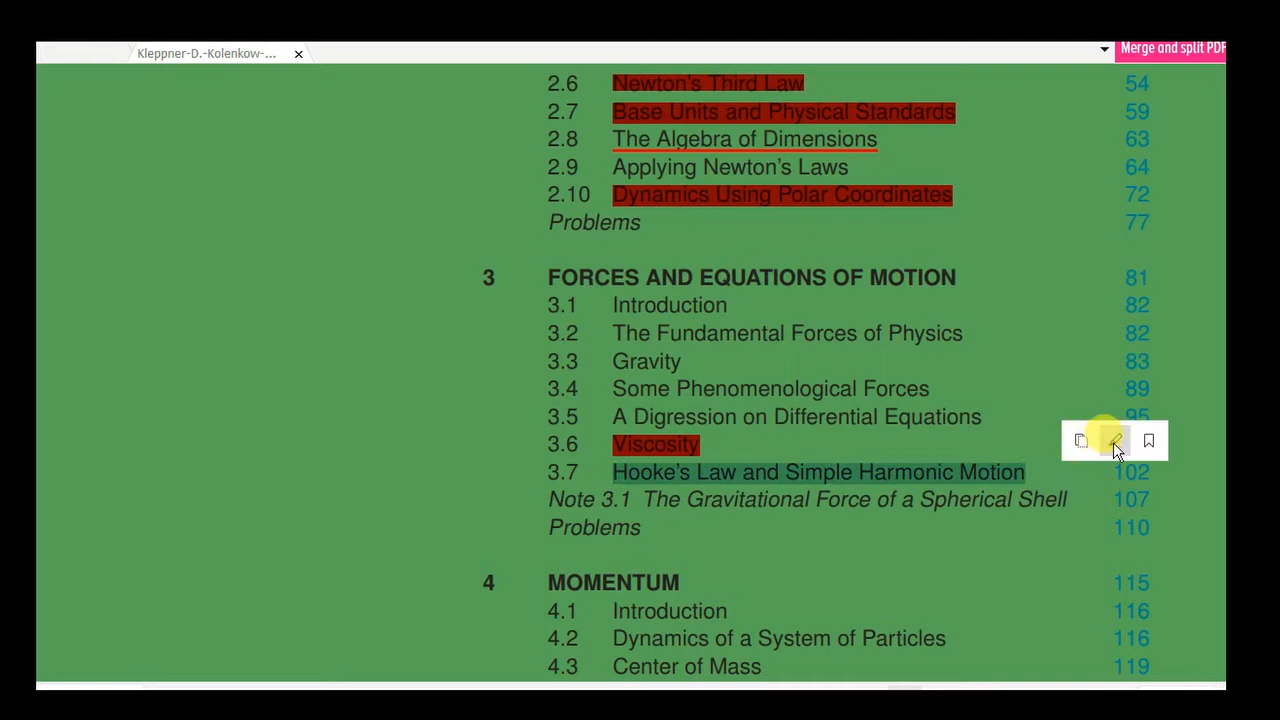 Kleppner-D.-Kolenkow-...
Merge and split PDF
2.6 Newton's Third Law 54
2.7 Base Units and Physical Standards 59
2.8 The Algebra of Dimensions 63
2.9 Applying Newton's Laws 64
2.10 Dynamics Using Polar Coordinates 72
Problems 77
3 FORCES AND EQUATIONS OF MOTION 81
3.1 Introduction 82
3.2 The Fundamental Forces of Physics 82
3.3 Gravity 83
3.4 Some Phenomenological Forces 89
3.5 A Digression on Differential Equations 95
3.6 Viscosity
3.7 Hooke's Law and Simple Harmonic Motion 102
Note 3.1 The Gravitational Force of a Spherical Shell 107
Problems 110
4 MOMENTUM 115
4.1 Introduction 116
4.2 Dynamics of a System of Particles 116
4.3 Center of Mass 119